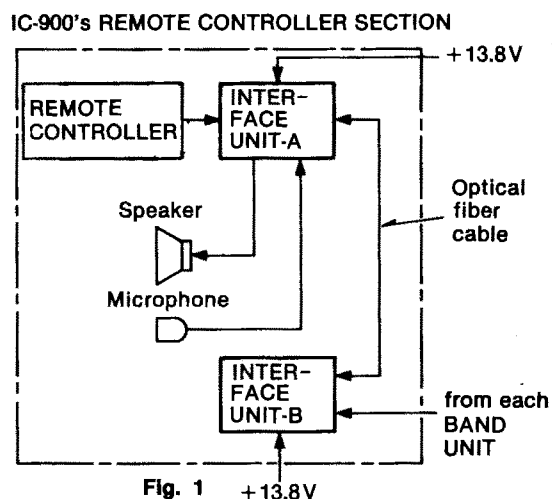 IC-900's REMOTE CONTROLLER SECTION
+13.8V
REMOTE
CONTROLLER
INTER-
FACE
UNIT-A
Optical
fiber
cable
Speaker
Microphone
INTER-
FACE
UNIT-B
from each
BAND
UNIT
Fig. 1
+13.8V